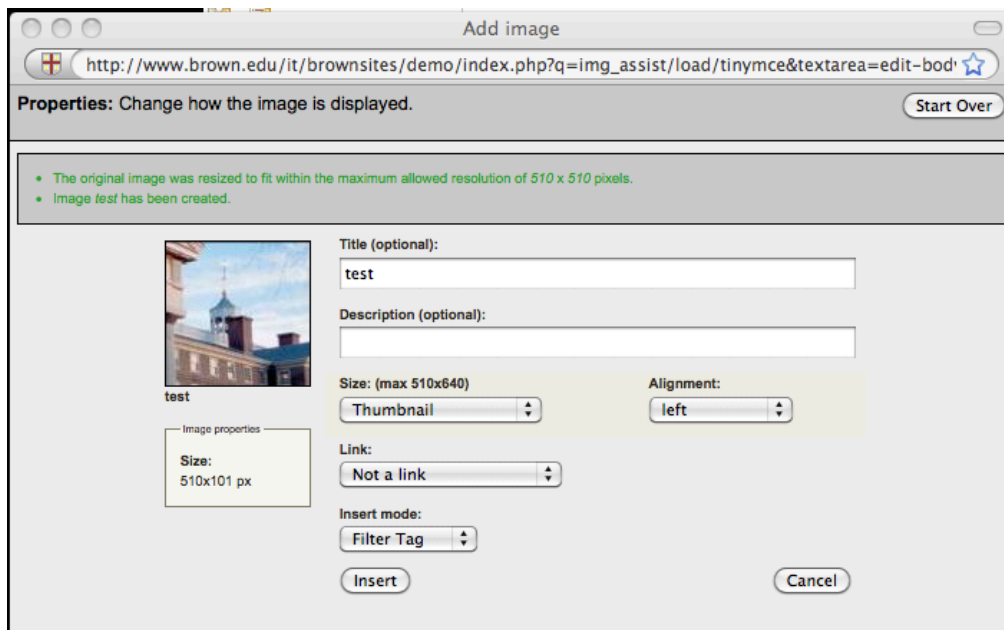 Add image
http://www.brown.edu/it/brownsites/demo/index.php?q=img_assist/load/tinymce&textarea=edit-bod
Properties: Change how the image is displayed.
Start Over
• The original image was resized to fit within the maximum allowed resolution of 510 x 510 pixels.
• Image test has been created.
Title (optional):
test
Description (optional):
test
Size: (max 510x640)
Alignment:
Thumbnail
left
Image properties
Size:
510x101 px
Link:
Not a link
Insert mode:
Filter Tag
Insert
Cancel